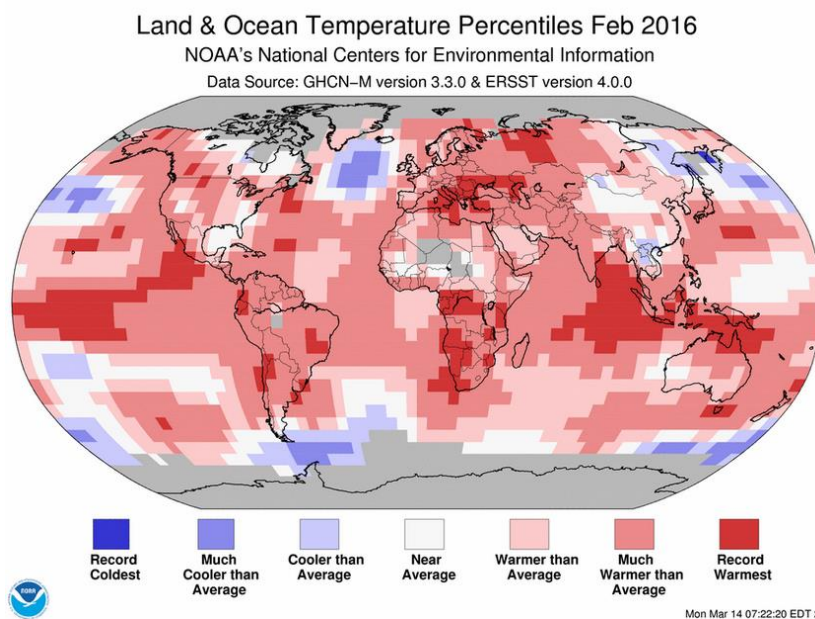 Land & Ocean Temperature Percentiles Feb 2016
NOAA's National Centers for Environmental Information
Data Source: GHCN−M version 3.3.0 & ERSST version 4.0.0
Record
Coldest
Much
Cooler than
Average
Cooler than
Average
Near
Average
Warmer than
Average
Much
Warmer than
Average
Record
Warmest
NOAA
Mon Mar 14 07:22:20 EDT